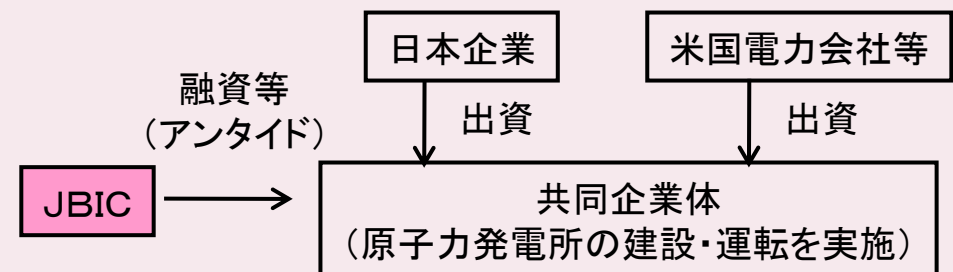 日本企業
米国電力会社等
融資等
（アンタイド）
出資
出資
JBIC
共同企業体
（原子力発電所の建設・運転を実施）